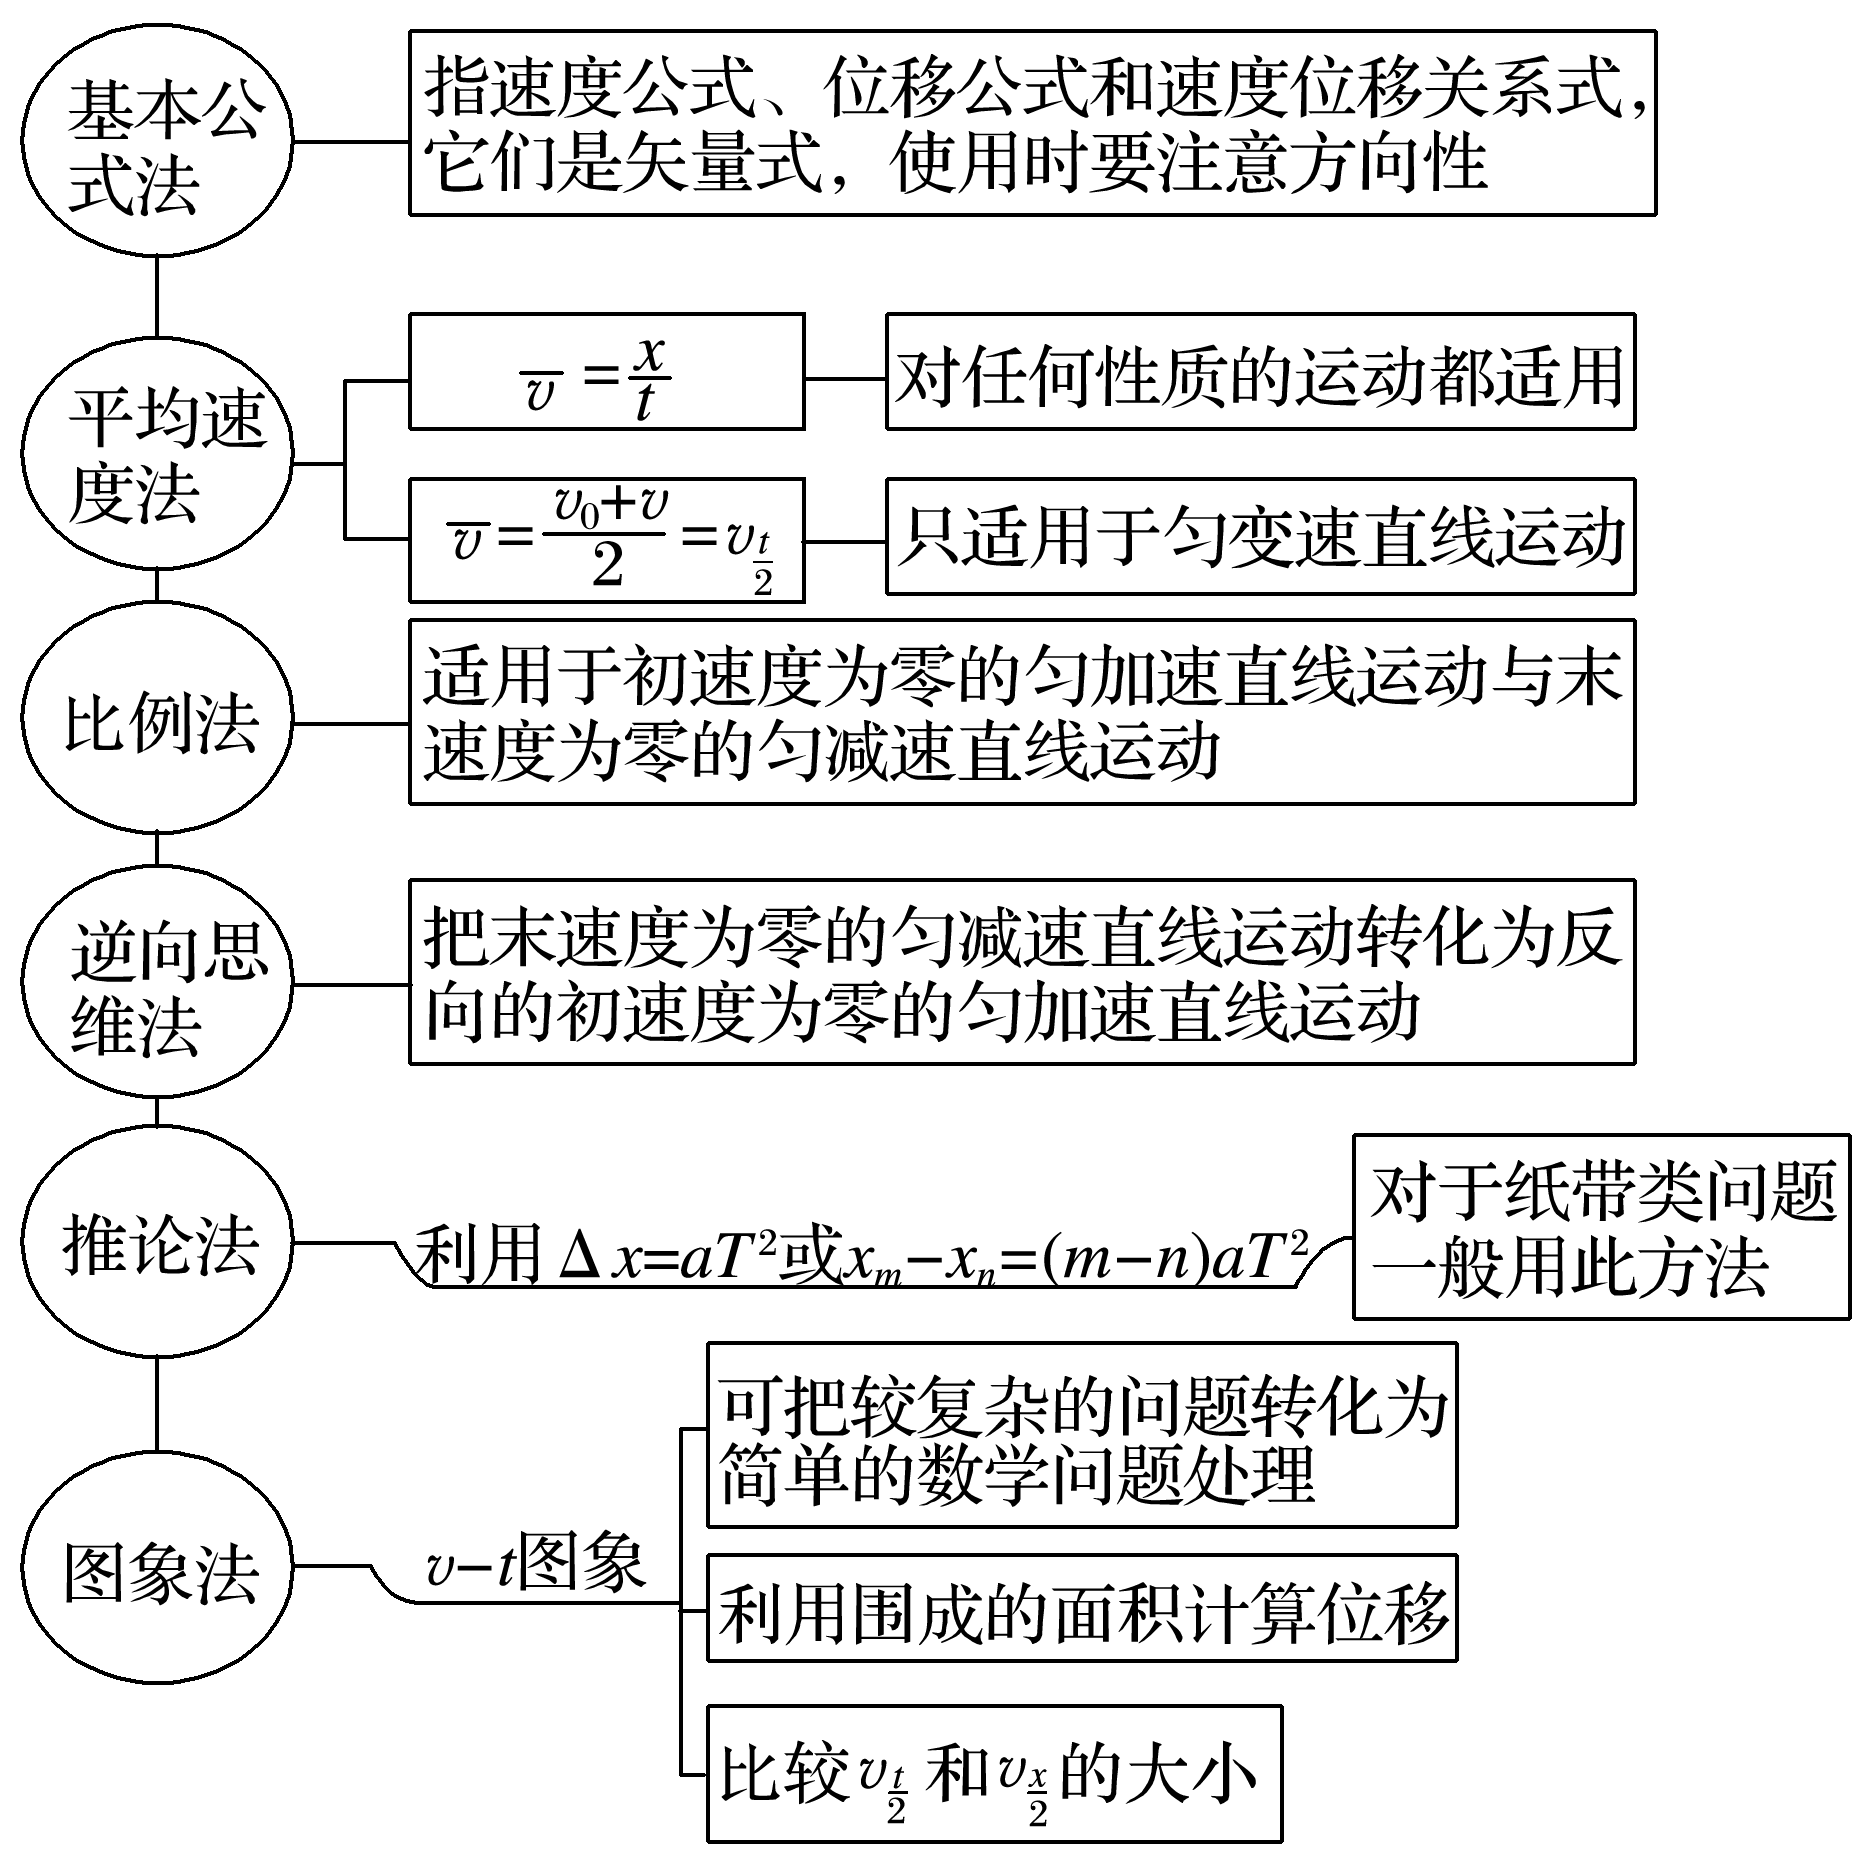 基本公
式法
指速度公式、位移公式和速度位移关系式，
它们是矢量式，使用时要注意方向性
平均速
度法
v̅ = x/t
对任何性质的运动都适用
v̅ = (v₀+v)/2 = v_{t/2}
只适用于匀变速直线运动
比例法
适用于初速度为零的匀加速直线运动与末
速度为零的匀减速直线运动
逆向思
维法
把末速度为零的匀减速直线运动转化为反
向的初速度为零的匀加速直线运动
推论法
利用Δx=aT²或xₘ−xₙ=(m−n)aT²
对于纸带类问题
一般用此方法
图象法
v−t图象
可把较复杂的问题转化为
简单的数学问题处理
利用围成的面积计算位移
比较v_{t/2}和v_{x/2}的大小